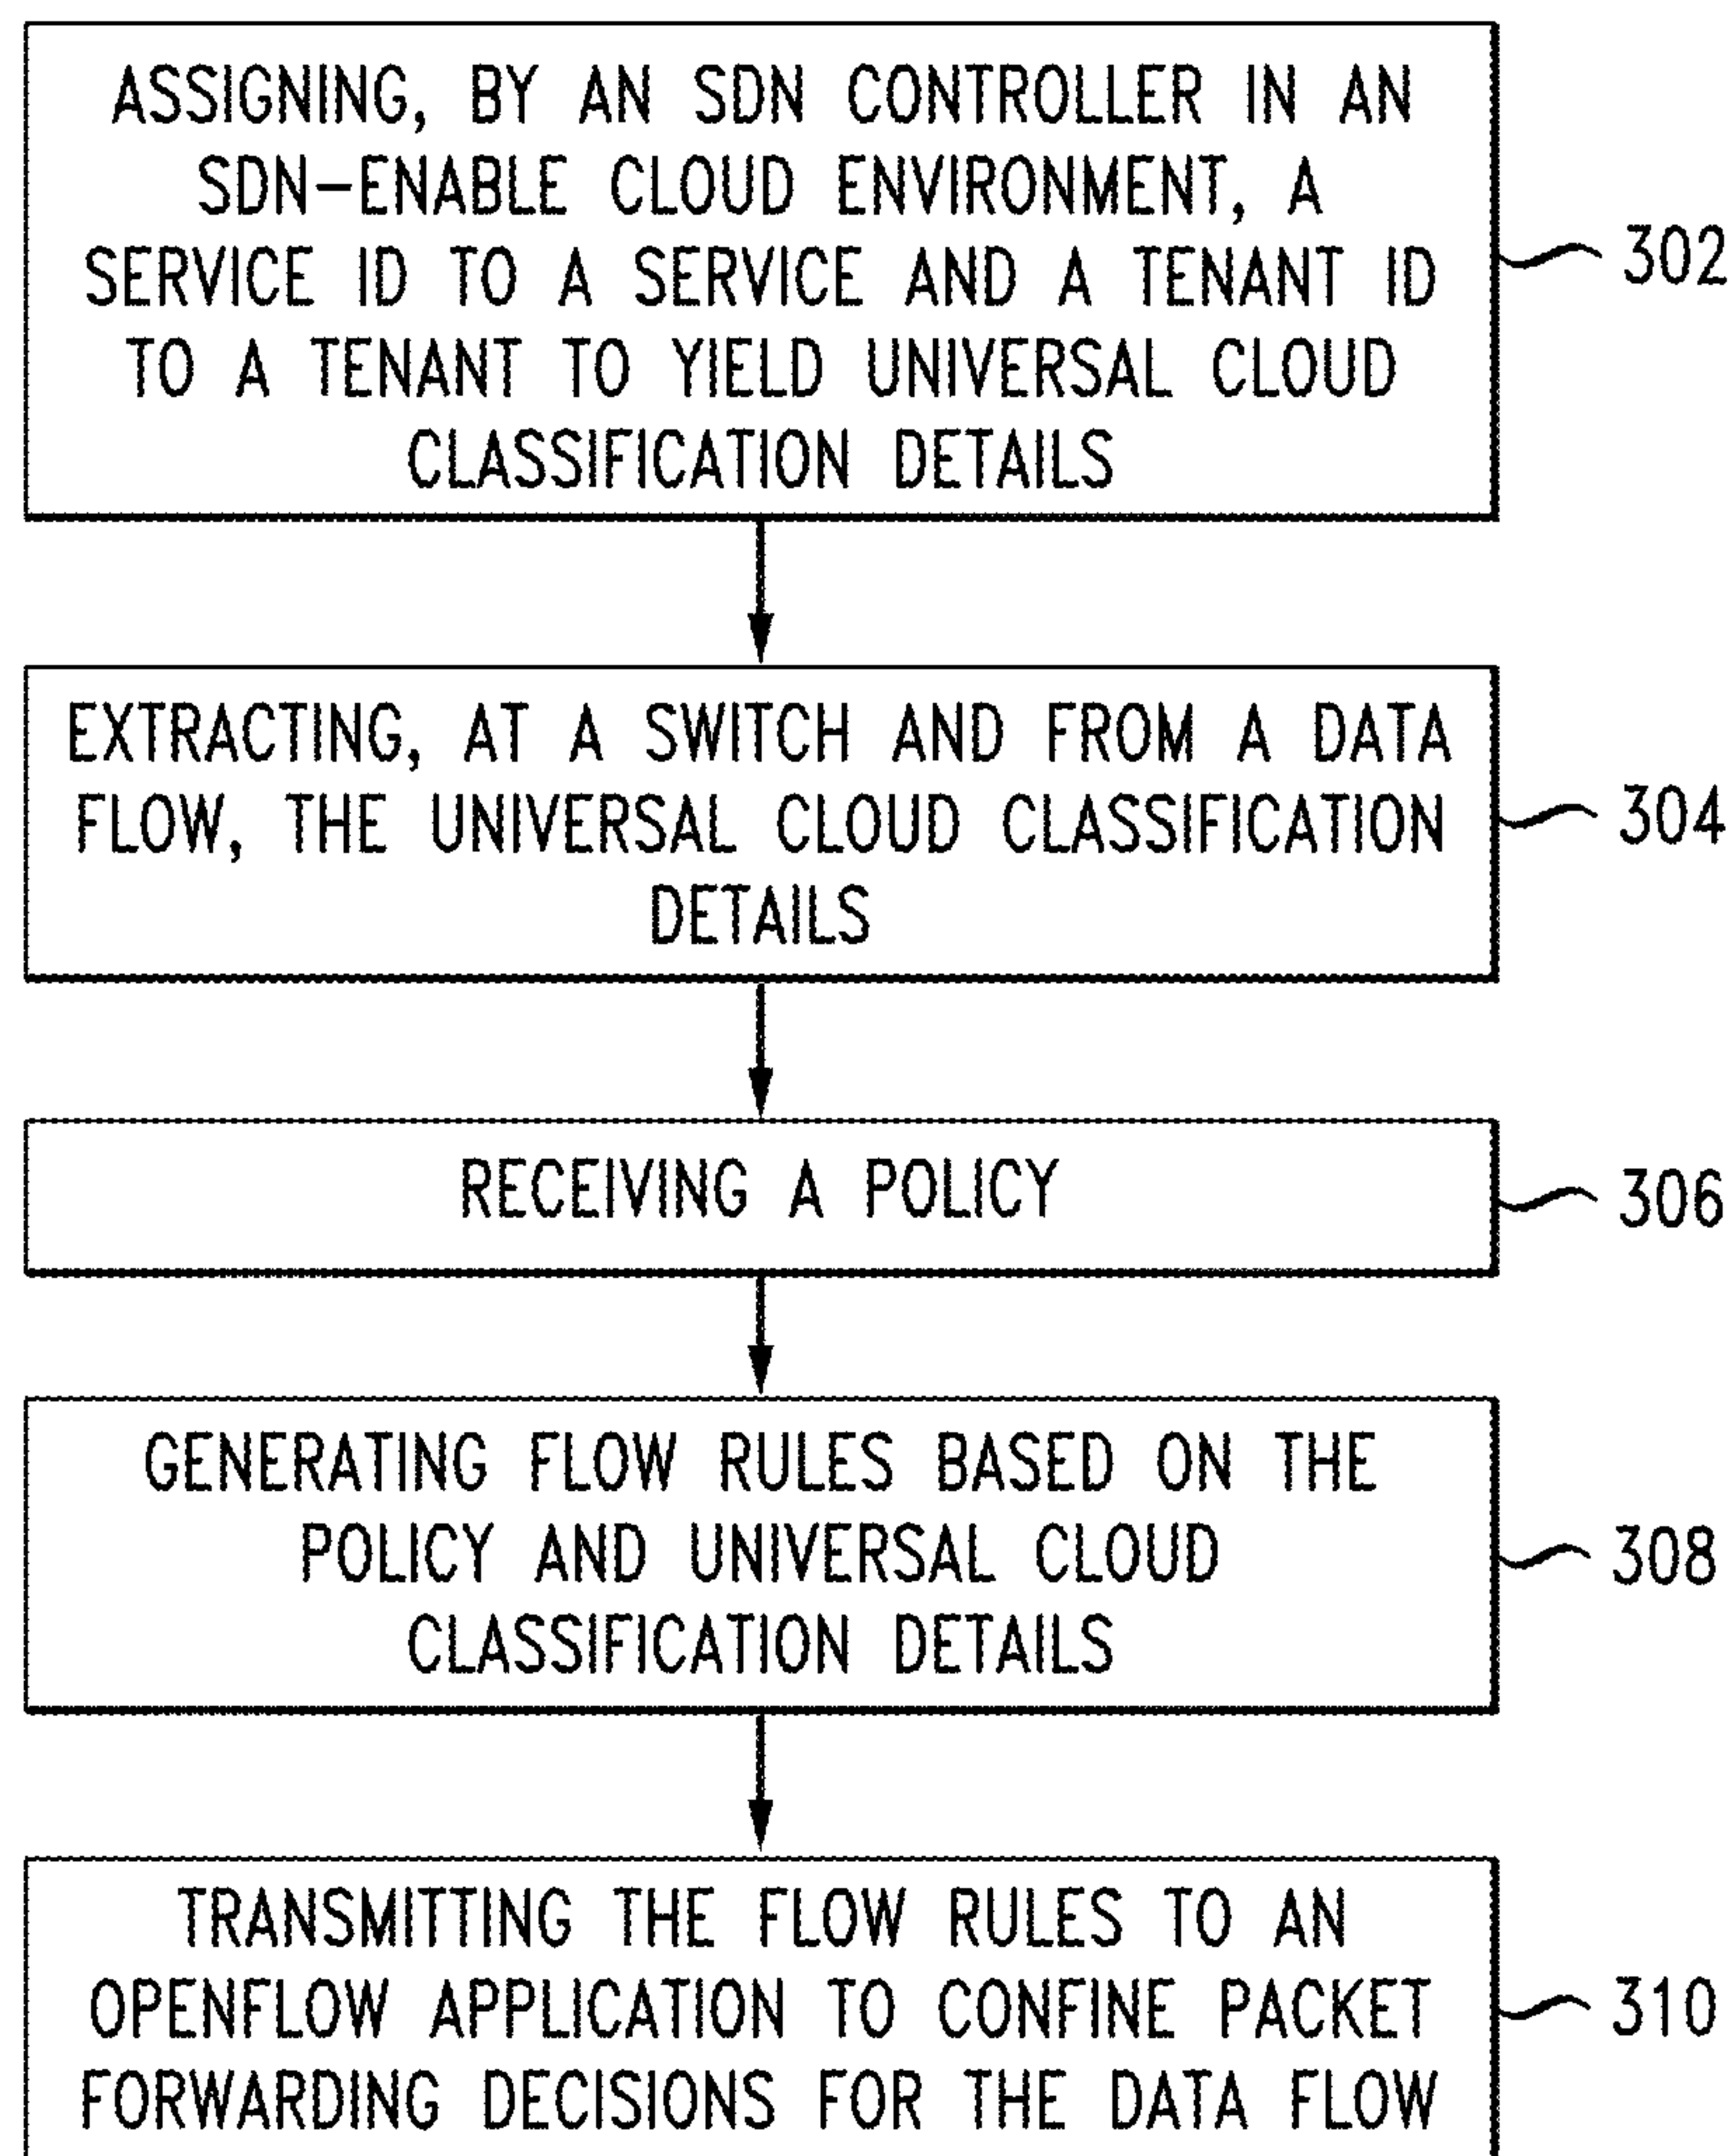 ASSIGNING, BY AN SDN CONTROLLER IN AN
SDN-ENABLE CLOUD ENVIRONMENT, A
SERVICE ID TO A SERVICE AND A TENANT ID
TO A TENANT TO YIELD UNIVERSAL CLOUD
CLASSIFICATION DETAILS
302
EXTRACTING, AT A SWITCH AND FROM A DATA
FLOW, THE UNIVERSAL CLOUD CLASSIFICATION
DETAILS
304
RECEIVING A POLICY
306
GENERATING FLOW RULES BASED ON THE
POLICY AND UNIVERSAL CLOUD
CLASSIFICATION DETAILS
308
TRANSMITTING THE FLOW RULES TO AN
OPENFLOW APPLICATION TO CONFINE PACKET
FORWARDING DECISIONS FOR THE DATA FLOW
310